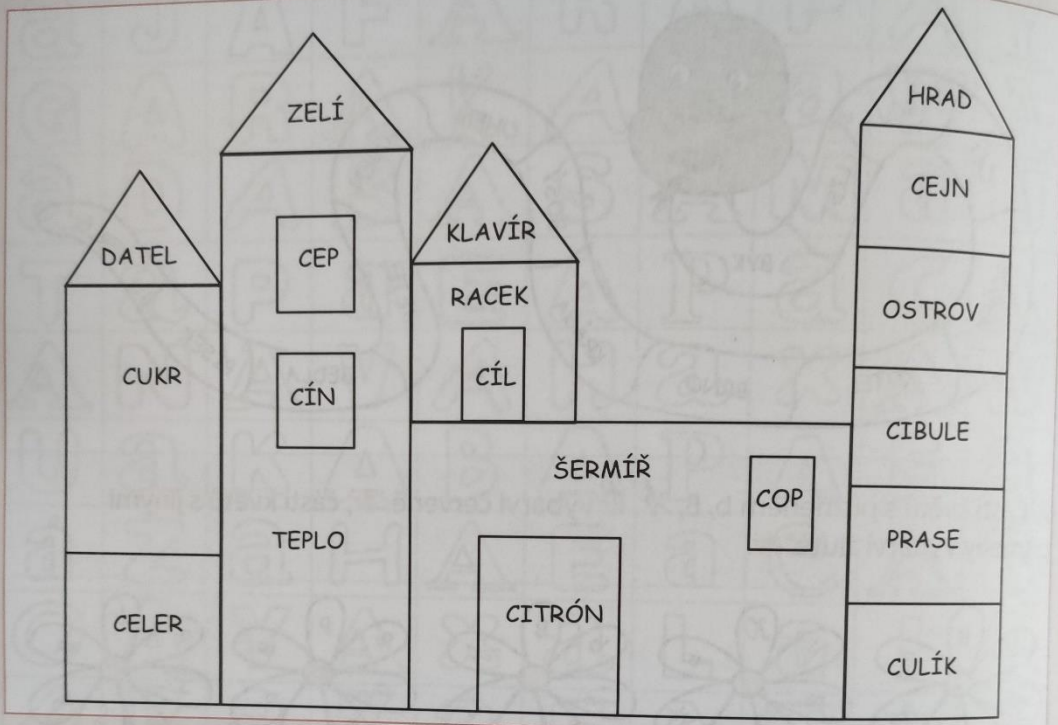 HRAD
ZELÍ
CEJN
KLAVÍR
DATEL
CEP
RACEK
OSTROV
CUKR
CÍN
CÍL
CIBULE
ŠERMÍŘ
COP
TEPLO
PRASE
CELER
CITRÓN
CULÍK